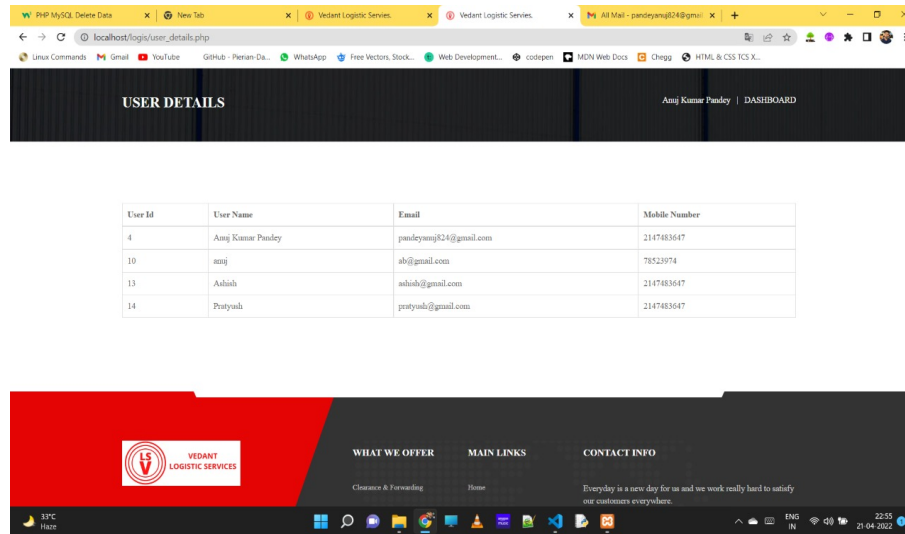 PHP MySQL Delete Data
New Tab
Vedant Logistic Servies.
Vedant Logistic Servies.
All Mail - pandeyanuj824@gmail
localhost/logis/user_details.php
Linux Commands Gmail YouTube GitHub - Pierian-Da... WhatsApp Free Vectors, Stock... Web Development... codepen MDN Web Docs Chegg HTML & CSS TCS X...
USER DETAILS
Anuj Kumar Pandey | DASHBOARD
User Id User Name Email Mobile Number
4 Anuj Kumar Pandey pandeyanuj824@gmail.com 2147483647
10 anuj ab@gmail.com 78523974
13 Ashish ashish@gmail.com 2147483647
14 Pratyush pratyush@gmail.com 2147483647
LS
V
VEDANT
LOGISTIC SERVICES
WHAT WE OFFER
Clearance & Forwarding
MAIN LINKS
Home
CONTACT INFO
Everyday is a new day for us and we work really hard to satisfy
our customers everywhere.
33°C
Haze
ENG
IN
22:55
21-04-2022
1